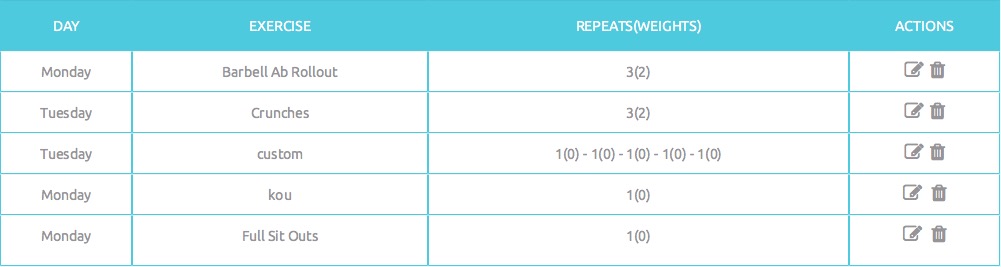 DAY EXERCISE REPEATS(WEIGHTS) ACTIONS
Monday Barbell Ab Rollout 3(2)
Tuesday Crunches 3(2)
Tuesday custom 1(0) - 1(0) - 1(0) - 1(0) - 1(0)
Monday kou 1(0)
Monday Full Sit Outs 1(0)